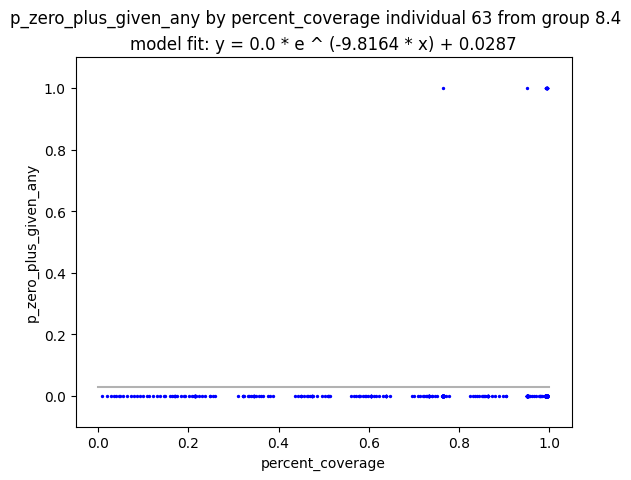 p_zero_plus_given_any by percent_coverage individual 63 from group 8.4
model fit: y = 0.0 * e ^ (-9.8164 * x) + 0.0287
1.0
0.8
0.6
0.4
0.2
0.0
p_zero_plus_given_any
0.0 0.2 0.4 0.6 0.8 1.0
percent_coverage